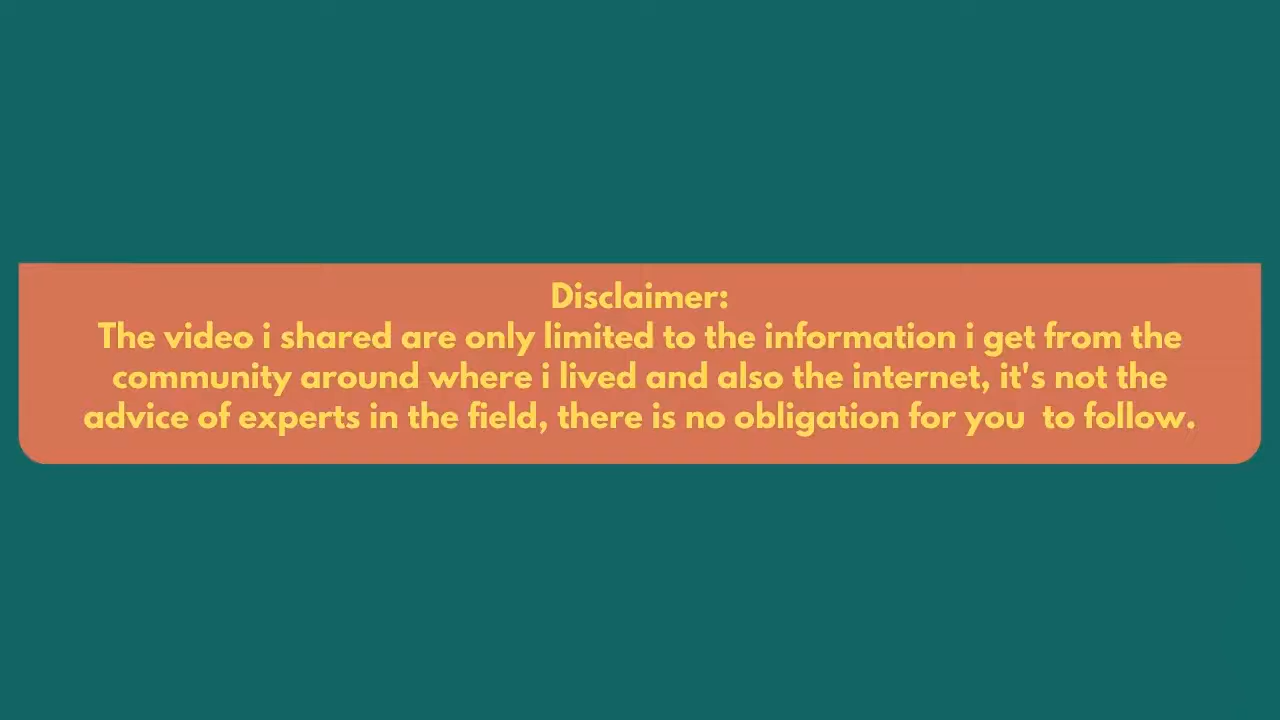 Disclaimer:
The video i shared are only limited to the information i get from the
community around where i lived and also the internet, it's not the
advice of experts in the field, there is no obligation for you  to follow.